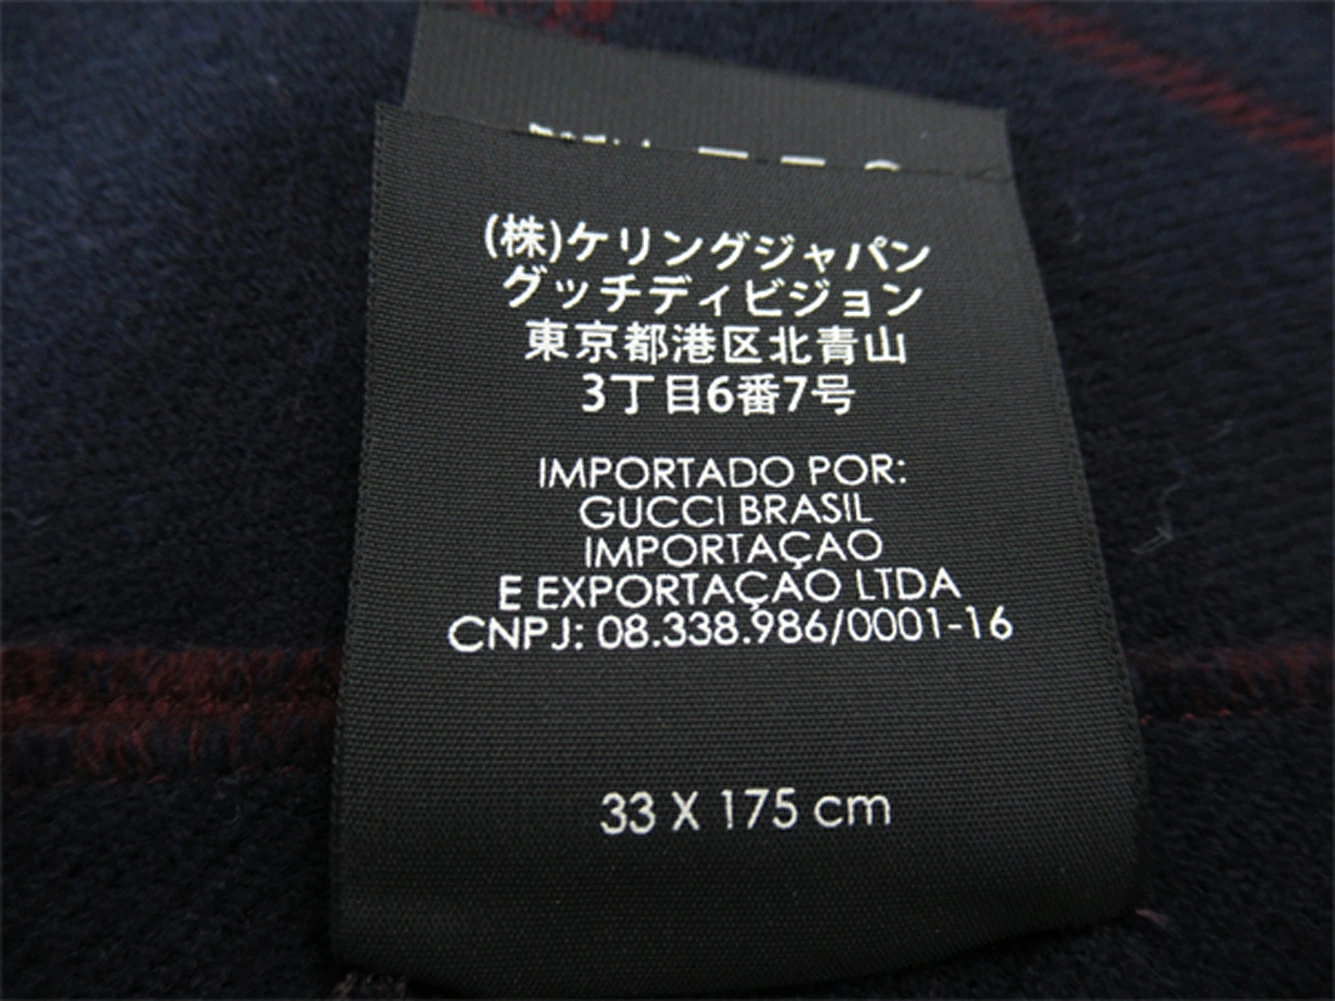 (株)ケリングジャパン
グッチディビジョン
東京都港区北青山
3丁目6番7号
IMPORTADO POR:
GUCCI BRASIL
IMPORTAÇAO
E EXPORTAÇAO LTDA
CNPJ: 08.338.986/0001-16
33 X 175 cm